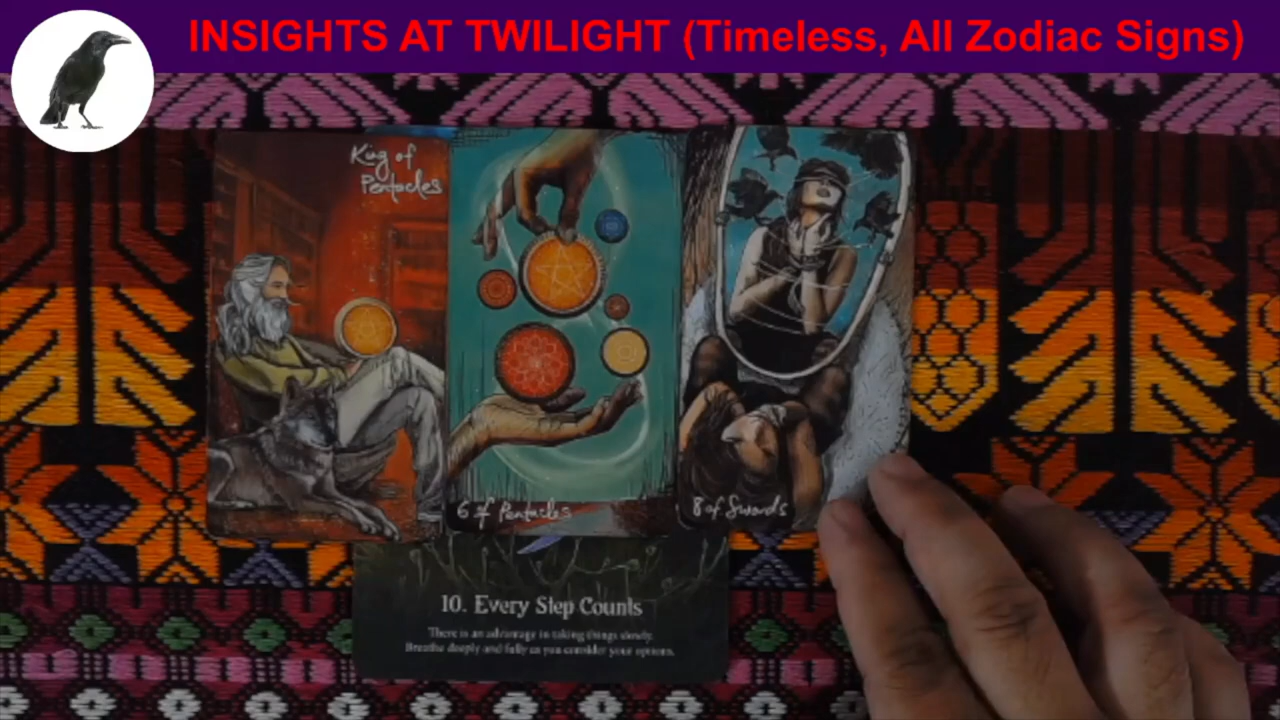 INSIGHTS AT TWILIGHT (Timeless, All Zodiac Signs)
King of
Pentacles
6 of Pentacles
8 of Swords
10. Every Step Counts
There is an advantage in taking things slowly.
Breathe deeply and fully as you consider your options.